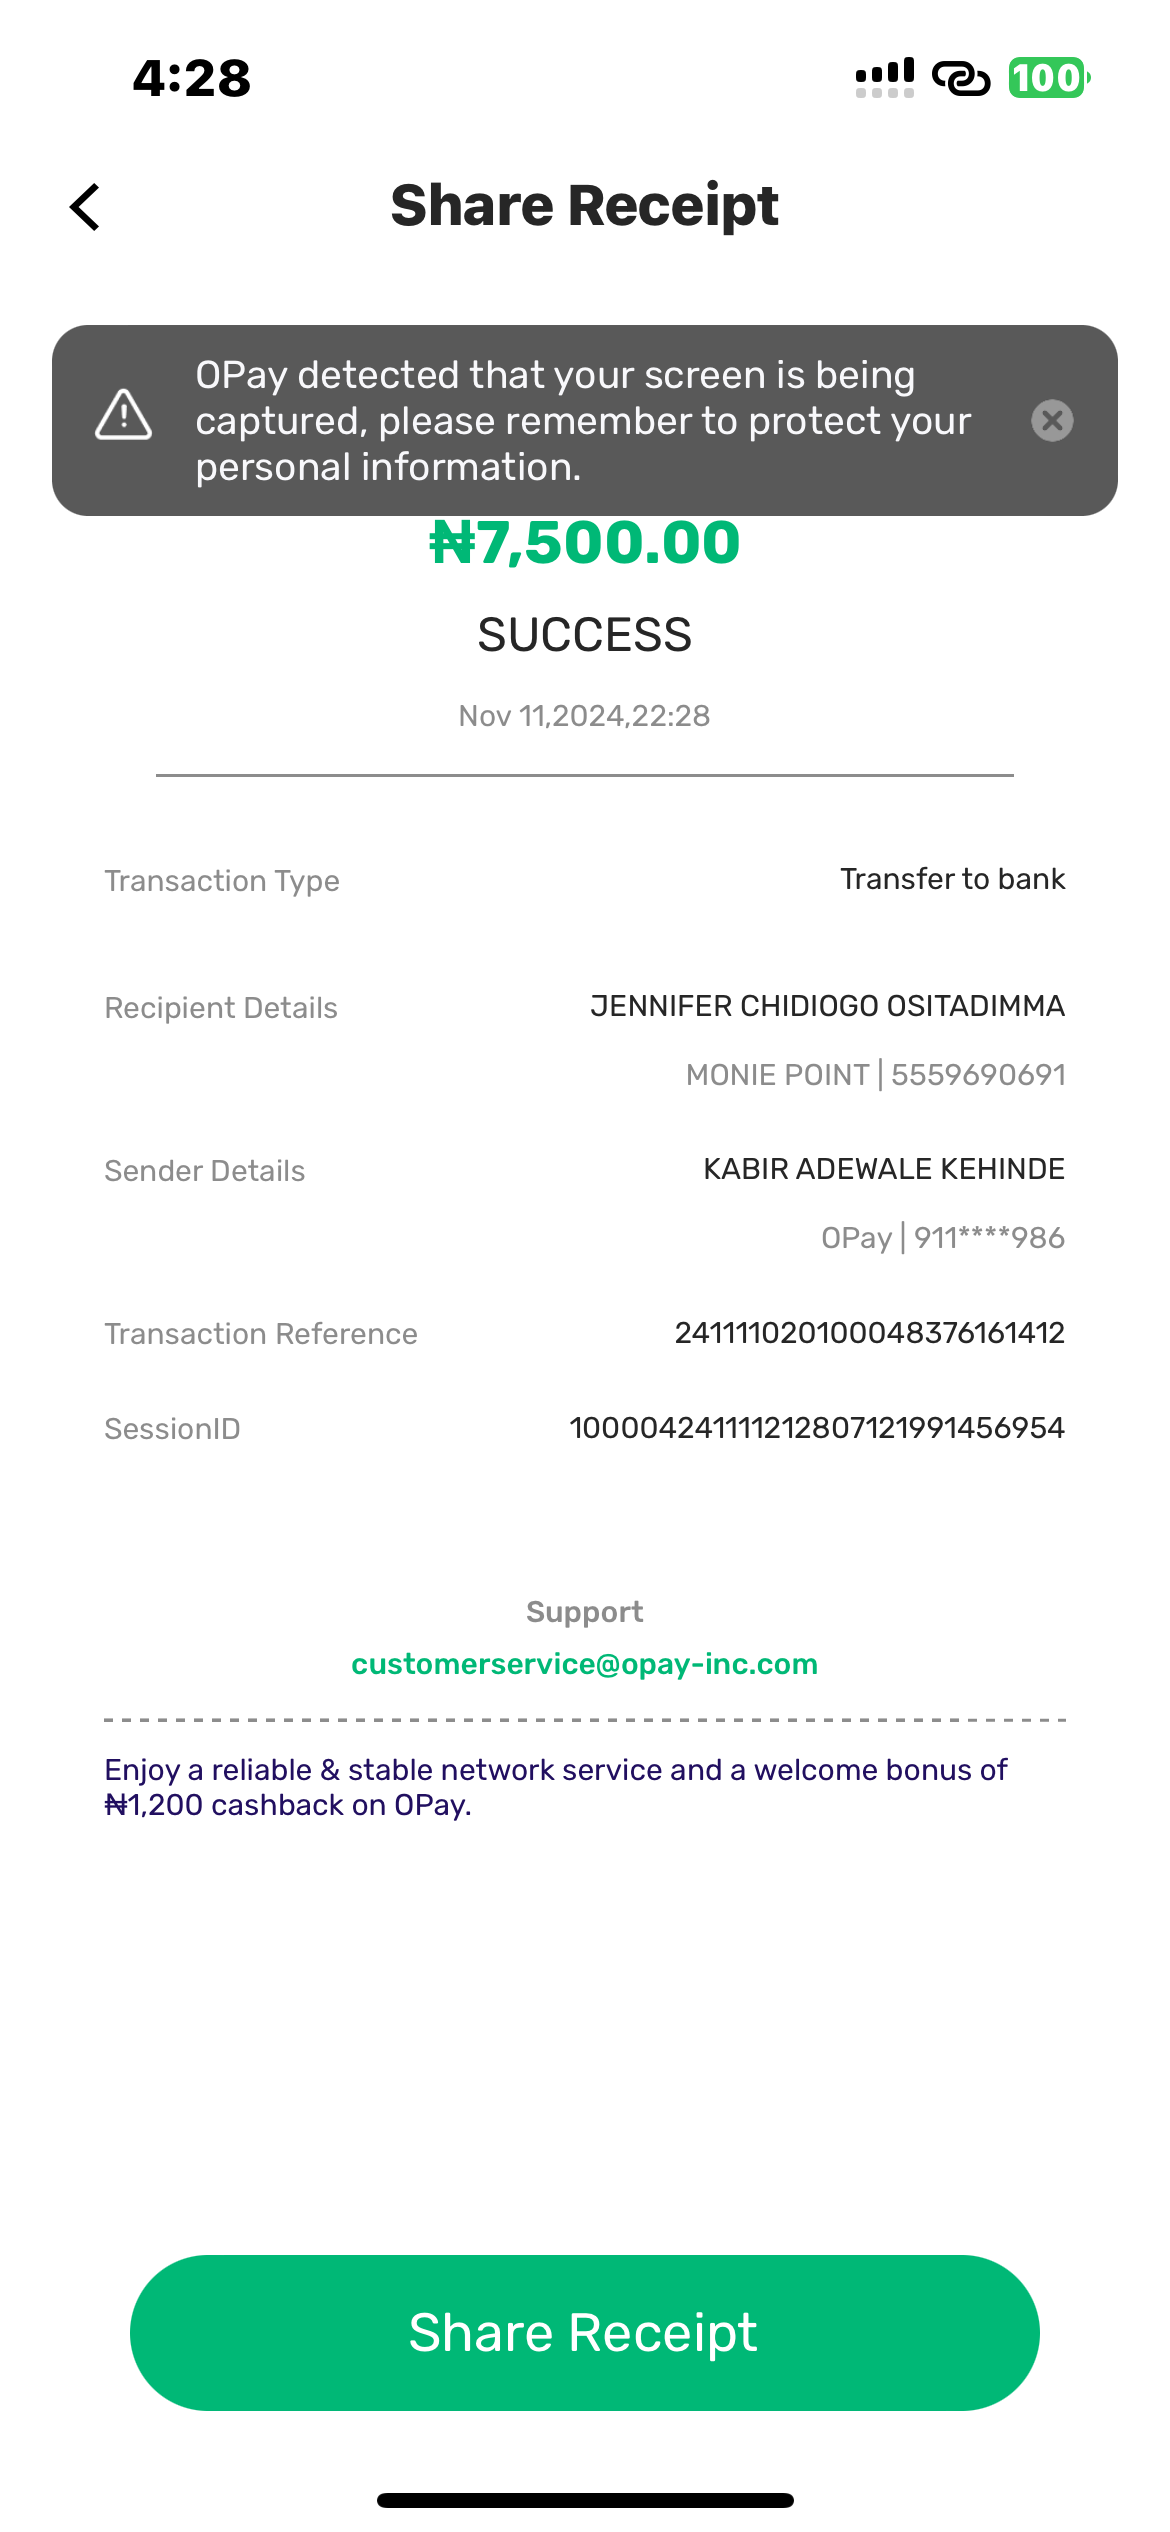 4:28
100
Share Receipt
OPay detected that your screen is being
captured, please remember to protect your
personal information.
₦7,500.00
SUCCESS
Nov 11,2024,22:28
Transaction Type
Transfer to bank
Recipient Details
JENNIFER CHIDIOGO OSITADIMMA
MONIE POINT | 5559690691
Sender Details
KABIR ADEWALE KEHINDE
OPay | 911****986
Transaction Reference
241111020100048376161412
SessionID
100004241111212807121991456954
Support
customerservice@opay-inc.com
Enjoy a reliable & stable network service and a welcome bonus of
₦1,200 cashback on OPay.
Share Receipt